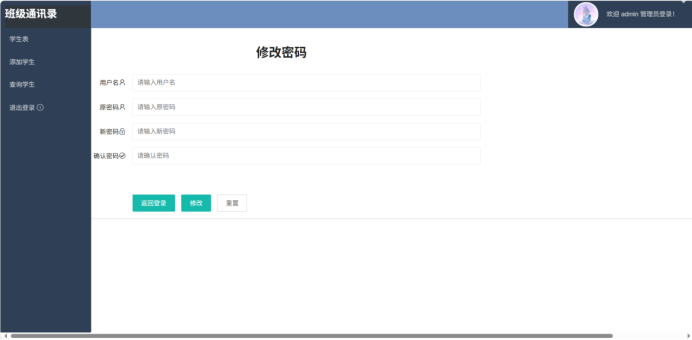 班级通讯录
欢迎 admin 管理员登录!
学生表
添加学生
查询学生
退出登录
修改密码
用户名 请输入用户名
原密码 请输入原密码
新密码 请输入新密码
确认密码 请确认密码
返回登录 修改 重置